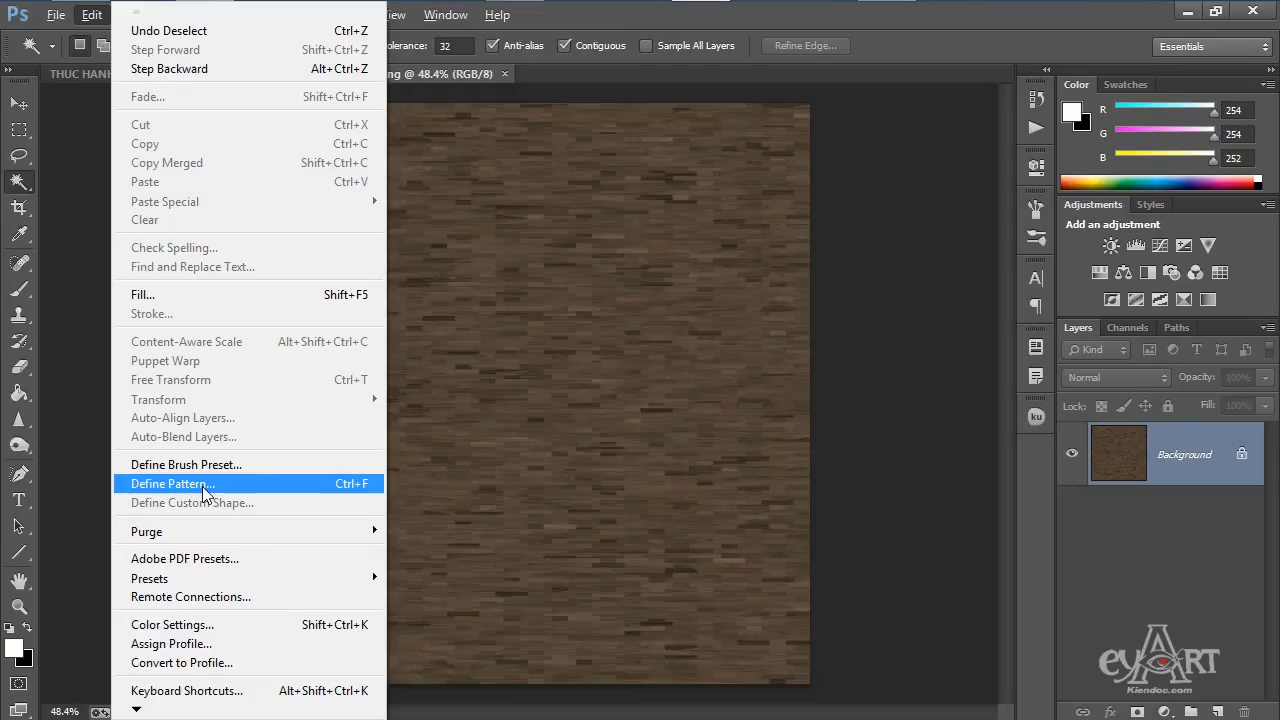 Ps File Edit View Window Help
Tolerance: 32 Anti-alias Contiguous Sample All Layers Refine Edge... Essentials
THUC HANH ng @ 48.4% (RGB/8) ×
Undo Deselect Ctrl+Z
Step Forward Shift+Ctrl+Z
Step Backward Alt+Ctrl+Z
Fade... Shift+Ctrl+F
Cut Ctrl+X
Copy Ctrl+C
Copy Merged Shift+Ctrl+C
Paste Ctrl+V
Paste Special
Clear
Check Spelling...
Find and Replace Text...
Fill... Shift+F5
Stroke...
Content-Aware Scale Alt+Shift+Ctrl+C
Puppet Warp
Free Transform Ctrl+T
Transform
Auto-Align Layers...
Auto-Blend Layers...
Define Brush Preset...
Define Pattern... Ctrl+F
Define Custom Shape...
Purge
Adobe PDF Presets...
Presets
Remote Connections...
Color Settings... Shift+Ctrl+K
Assign Profile...
Convert to Profile...
Keyboard Shortcuts... Alt+Shift+Ctrl+K
48.4%
Color Swatches
R 254
G 254
B 252
Adjustments Styles
Add an adjustment
Layers Channels Paths
Kind
Normal Opacity: 100%
Lock: Fill: 100%
Background
eyART
Kiendoc.com